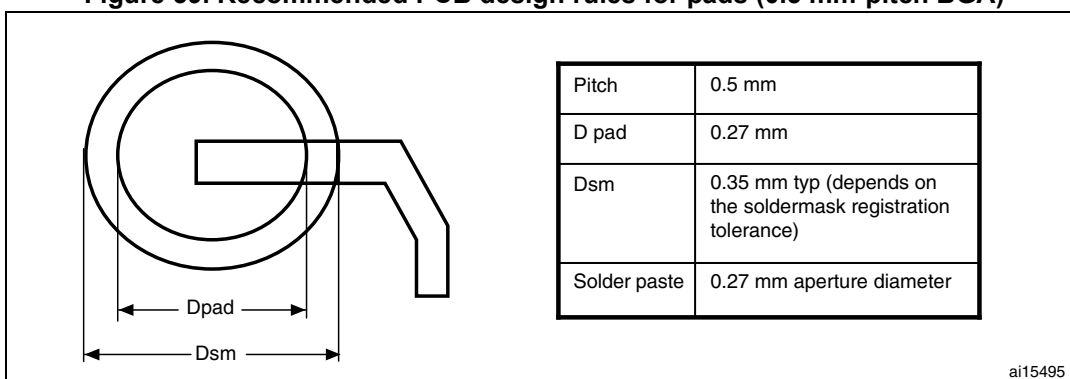 Figure Recommended PCB design rules for pads (0.5 mm pitch BGA)
Pitch 0.5 mm
D pad 0.27 mm
Dsm 0.35 mm typ (depends on
the soldermask registration
tolerance)
Solder paste 0.27 mm aperture diameter
Dpad
Dsm
ai15495